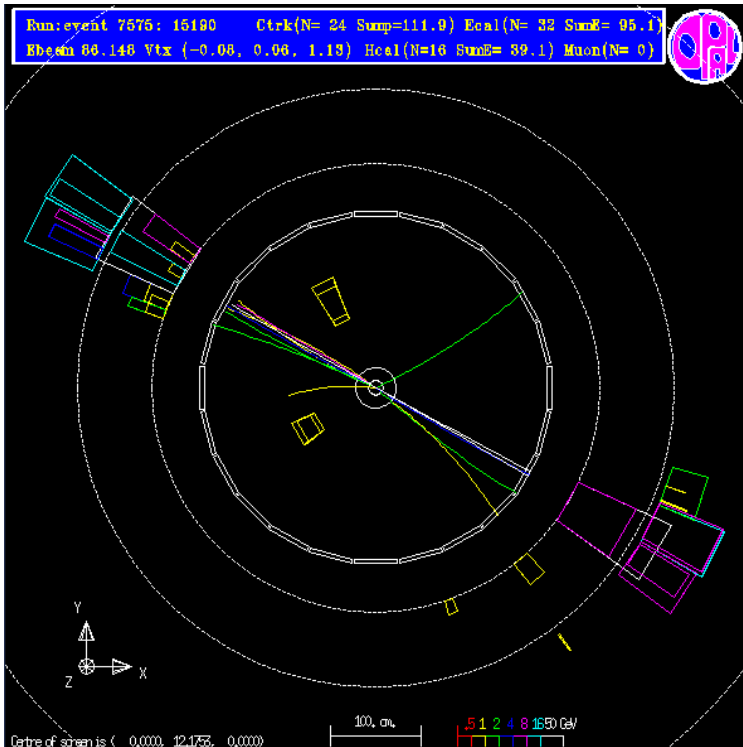 Run:event 7575: 15190 Ctrk(N= 24 Sump=111.9) Ecal(N= 32 SumE= 95.1)
Ebeam 86.148 Vtx (-0.08, 0.06, 1.13) Hcal(N=16 SumE= 39.1) Muon(N= 0)
OPAL
Y
X
Z
100. cm.
.5 1 2 4 8 16 50 GeV
Centre of screen is ( 0.0000, 12.1756, 0.0000)